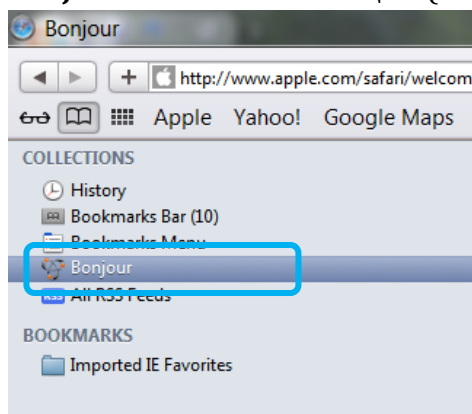 Bonjour
http://www.apple.com/safari/welcom
Apple Yahoo! Google Maps
COLLECTIONS
History
Bookmarks Bar (10)
Bookmarks Menu
Bonjour
RSS All RSS Feeds
BOOKMARKS
Imported IE Favorites